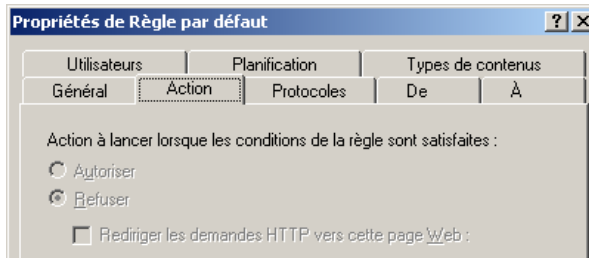 Propriétés de Règle par défaut
Utilisateurs Planification Types de contenus
Général Action Protocoles De À
Action à lancer lorsque les conditions de la règle sont satisfaites :
Autoriser
Refuser
Rediriger les demandes HTTP vers cette page Web :